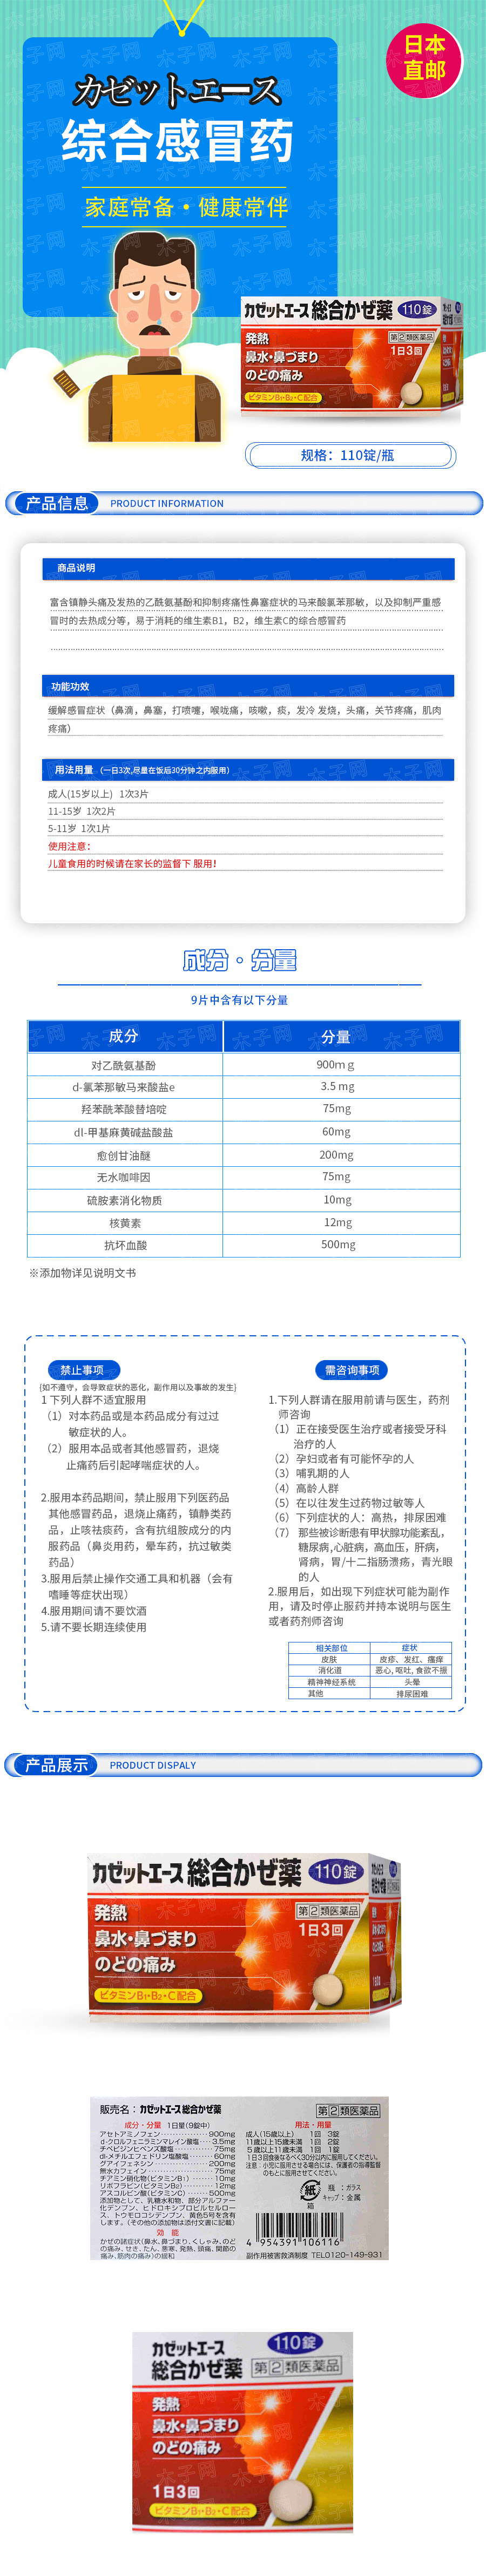 日本
直邮
カゼットエース
综合感冒药
家庭常备·健康常伴
カゼットエース 総合かぜ薬 110錠
発熱
鼻水・鼻づまり
のどの痛み
指定第②類医薬品
1日3回
ビタミンB1・B2・C配合
规格：110锭/瓶
产品信息 PRODUCT INFORMATION
商品说明
富含镇静头痛及发热的乙酰氨基酚和抑制疼痛性鼻塞症状的马来酸氯苯那敏，以及抑制严重感
冒时的去热成分等，易于消耗的维生素B1，B2，维生素C的综合感冒药
功能功效
缓解感冒症状（鼻滴，鼻塞，打喷嚏，喉咙痛，咳嗽，痰，发冷 发烧，头痛，关节疼痛，肌肉
疼痛）
用法用量 （一日3次,尽量在饭后30分钟之内服用）
成人(15岁以上) 1次3片
11-15岁 1次2片
5-11岁 1次1片
使用注意：
儿童食用的时候请在家长的监督下 服用！
成分·分量
9片中含有以下分量
成分 分量
对乙酰氨基酚 900mg
d-氯苯那敏马来酸盐e 3.5 mg
羟苯酰苯酸替培啶 75mg
dl-甲基麻黄碱盐酸盐 60mg
愈创甘油醚 200mg
无水咖啡因 75mg
硫胺素消化物质 10mg
核黄素 12mg
抗坏血酸 500mg
※添加物详见说明文书
禁止事项
{如不遵守，会导致症状的恶化，副作用以及事故的发生}
1 下列人群不适宜服用
（1）对本药品或是本药品成分有过过
敏症状的人。
（2）服用本品或者其他感冒药，退烧
止痛药后引起哮喘症状的人。
2.服用本药品期间，禁止服用下列医药品
其他感冒药品，退烧止痛药，镇静类药
品，止咳祛痰药，含有抗组胺成分的内
服药品（鼻炎用药，晕车药，抗过敏类
药品）
3.服用后禁止操作交通工具和机器（会有
嗜睡等症状出现）
4.服用期间请不要饮酒
5.请不要长期连续使用
需咨询事项
1.下列人群请在服用前请与医生，药剂
师咨询
（1）正在接受医生治疗或者接受牙科
治疗的人
（2）孕妇或者有可能怀孕的人
（3）哺乳期的人
（4）高龄人群
（5）在以往发生过药物过敏等人
（6）下列症状的人：高热，排尿困难
（7） 那些被诊断患有甲状腺功能紊乱，
糖尿病,心脏病，高血压，肝病，
肾病，胃/十二指肠溃疡，青光眼
的人
2.服用后，如出现下列症状可能为副作
用，请及时停止服药并持本说明与医生
或者药剂师咨询
相关部位 症状
皮肤 皮疹、发红、瘙痒
消化道 恶心, 呕吐, 食欲不振
精神神经系统 头晕
其他 排尿困难
产品展示 PRODUCT DISPALY
カゼットエース 総合かぜ薬 110錠
発熱
鼻水・鼻づまり
のどの痛み
指定第②類医薬品
1日3回
ビタミンB1・B2・C配合
販売名：カゼットエース総合かぜ薬
指定第②類医薬品
成分・分量 1日量(9錠中)
アセトアミノフェン 900mg
d-クロルフェニラミンマレイン酸塩 3.5mg
チペピジンヒベンズ酸塩 75mg
dl-メチルエフェドリン塩酸塩 60mg
グアイフェネシン 200mg
無水カフェイン 75mg
チアミン硝化物(ビタミンB1) 10mg
リボフラビン(ビタミンB2) 12mg
アスコルビン酸(ビタミンC) 500mg
添加物として、乳糖水和物、部分アルファー
化デンプン、ヒドロキシプロピルセルロー
ス、トウモロコシデンプン、黄色5号を含有
します。(その他の添加物は添付文書に記載)
効能
かぜの諸症状(鼻水、鼻づまり、くしゃみ、のど
の痛み、せき、たん、悪寒、発熱、頭痛、関節の
痛み、筋肉の痛み)の緩和
用法・用量
成人(15歳以上) 1回 3錠
11歳以上15歳未満 1回 2錠
5歳以上11歳未満 1回 1錠
1日3回食後なるべく30分以内に服用してください。
注意 小児に服用させる場合には、保護者の指導監督
のもとに服用させてください。
紙
箱
瓶：ガラス
キャップ：金属
4 954391 106116
副作用被害救済制度 TEL0120-149-931
カゼットエース 110錠
総合かぜ薬 指定第②類医薬品
発熱
鼻水・鼻づまり
のどの痛み
1日3回
ビタミンB1・B2・C配合